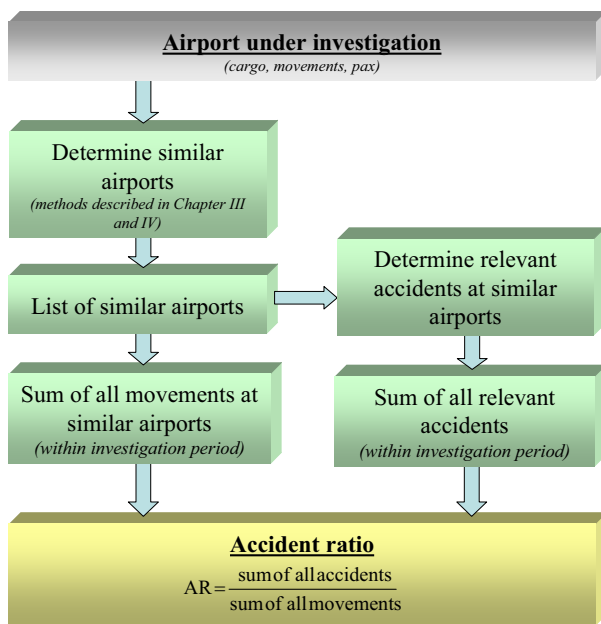 Airport under investigation
(cargo, movements, pax)
Determine similar
airports
(methods described in Chapter III
and IV)
List of similar airports
Determine relevant
accidents at similar
airports
Sum of all movements at
similar airports
(within investigation period)
Sum of all relevant
accidents
(within investigation period)
Accident ratio
AR = sum of all accidents
sum of all movements